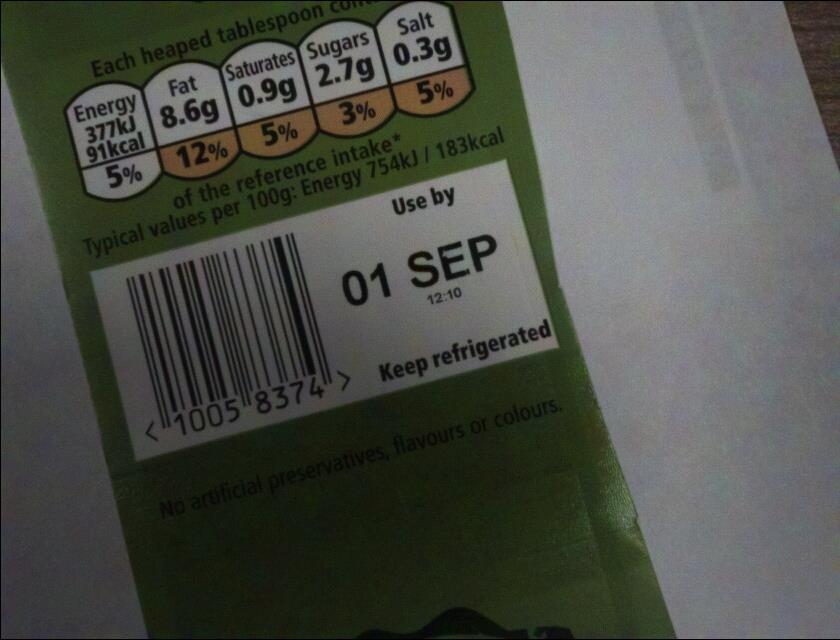 Each heaped tablespoon
Energy
377kJ
91kcal
5%
Fat
8.6g
12%
Saturates
0.9g
5%
Sugars
2.7g
3%
Salt
0.3g
5%
of the reference intake*
Typical values per 100g: Energy 754kJ / 183kcal
Use by
01 SEP
12:10
Keep refrigerated
< 1005 8374 >
No artificial preservatives, flavours or colours.